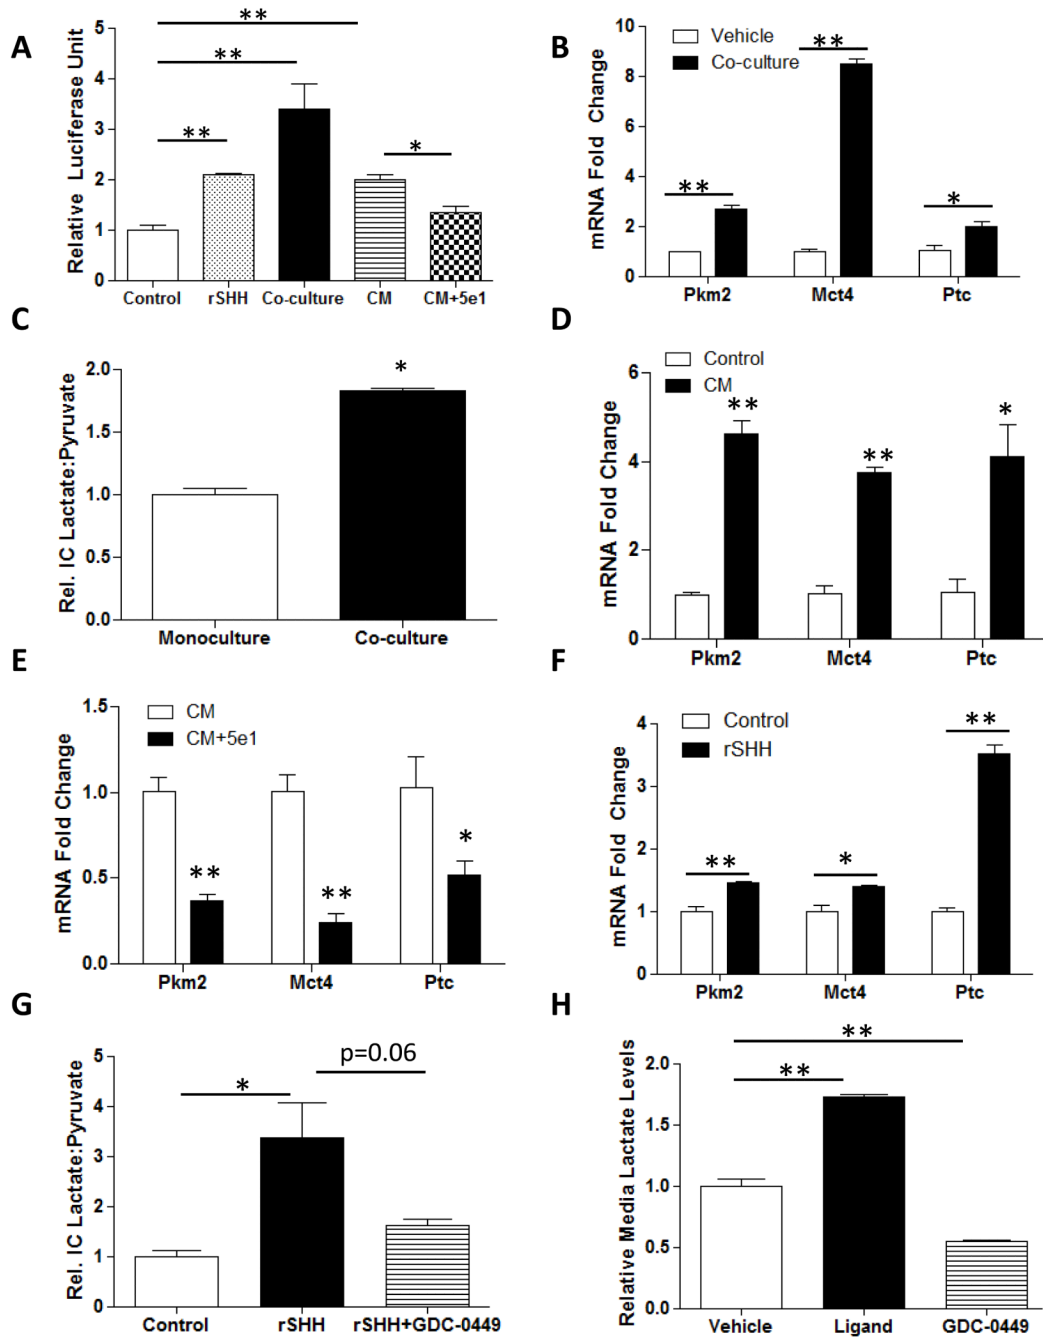 A
Relative Luciferase Unit
5
4
3
2
1
0
**
**
**
*
Control rSHH Co-culture CM CM+5e1
B
mRNA Fold Change
10
8
6
4
2
0
Vehicle
Co-culture
**
**
*
Pkm2 Mct4 Ptc
C
Rel. IC Lactate:Pyruvate
2.0
1.5
1.0
0.5
0.0
*
Monoculture Co-culture
D
mRNA Fold Change
6
4
2
0
Control
CM
**
**
*
Pkm2 Mct4 Ptc
E
mRNA Fold Change
1.5
1.0
0.5
0.0
CM
CM+5e1
**
**
*
Pkm2 Mct4 Ptc
F
mRNA Fold Change
4
3
2
1
0
Control
rSHH
**
*
**
Pkm2 Mct4 Ptc
G
Rel. IC Lactate:Pyruvate
5
4
3
2
1
0
*
p=0.06
Control rSHH rSHH+GDC-0449
H
Relative Media Lactate Levels
2.0
1.5
1.0
0.5
0.0
**
**
Vehicle Ligand GDC-0449